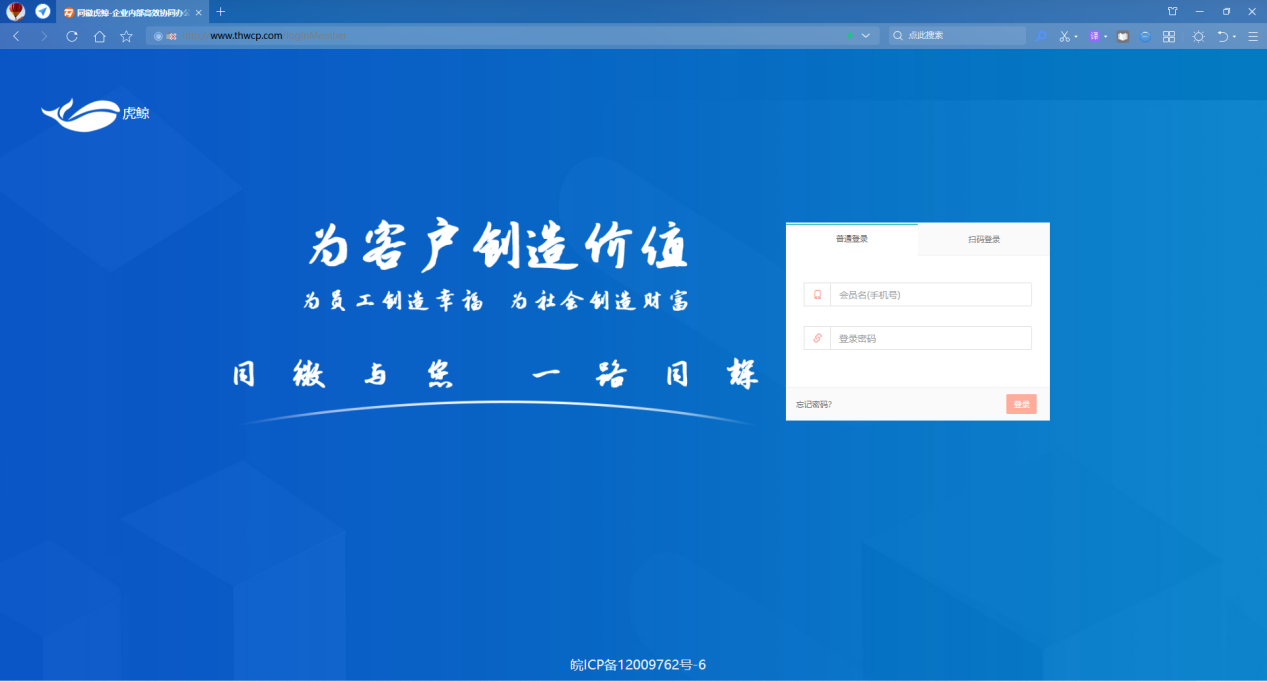 同徽虎鲸-企业内部高效协同办公
www.thwcp.com
点此搜索
译
虎鲸
为客户创造价值
为员工创造幸福 为社会创造财富
同徽与您 一路同辉
普通登录 扫码登录
会员名(手机号)
登录密码
忘记密码? 登录
皖ICP备12009762号-6